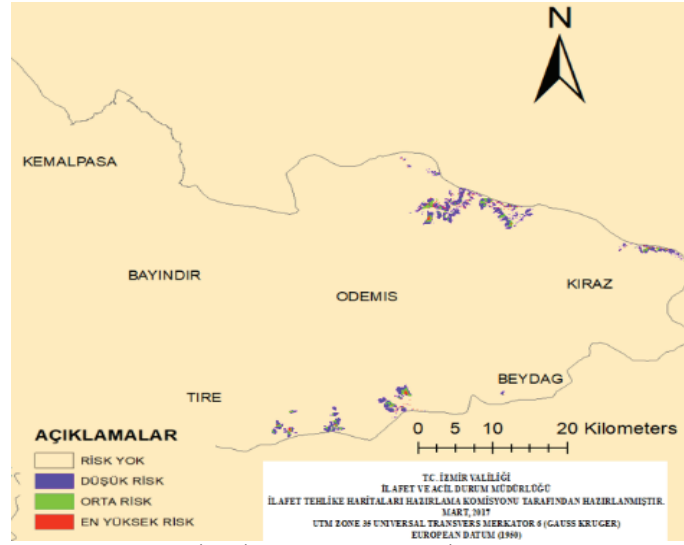 N
KEMALPASA
BAYINDIR
ODEMIS
KIRAZ
BEYDAG
TIRE
0 5 10 20 Kilometers
AÇIKLAMALAR
RİSK YOK
DÜŞÜK RİSK
ORTA RİSK
EN YÜKSEK RİSK
T.C. İZMİR VALİLİĞİ
İL AFET VE ACİL DURUM MÜDÜRLÜĞÜ
İL AFET TEHLİKE HARİTALARI HAZIRLAMA KOMİSYONU TARAFINDAN HAZIRLANMIŞTIR.
MART, 2017
UTM ZONE 35 UNIVERSAL TRANSVERS MERKATOR 6 (GAUSS KRUGER)
EUROPEAN DATUM (1950)